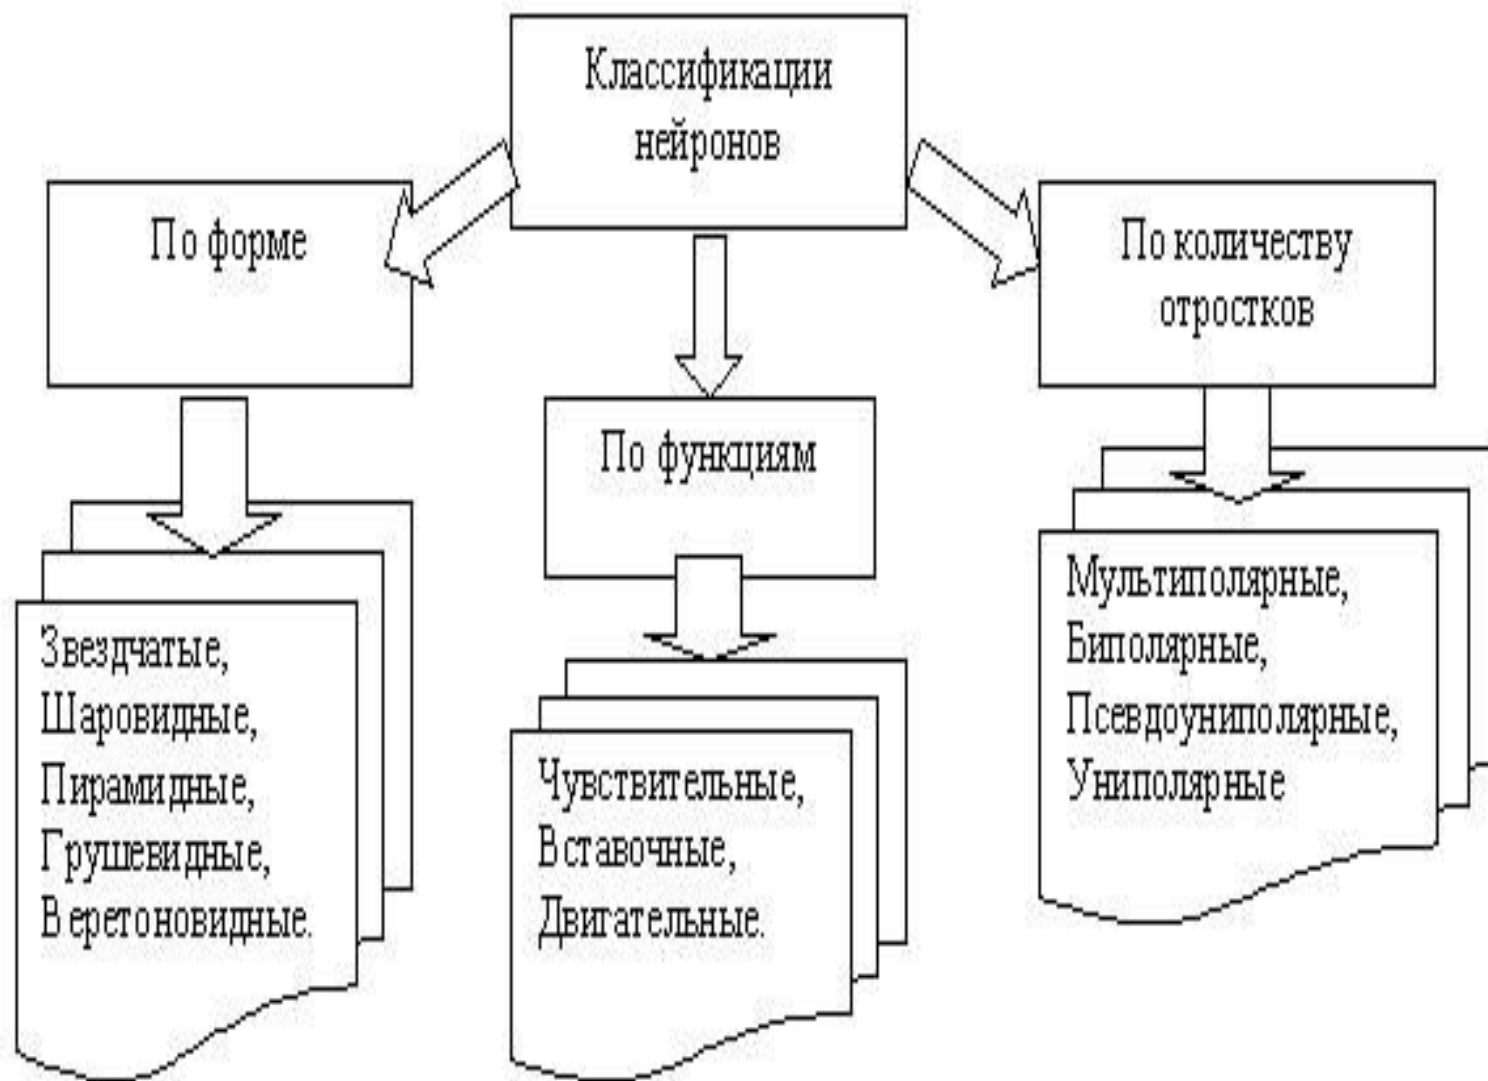 Классификации
нейронов
По форме
По количеству
отростков
По функциям
Звездчатые,
Шаровидные,
Пирамидные,
Грушевидные,
Веретоновидные.
Чувствительные,
Вставочные,
Двигательные.
Мультиполярные,
Биполярные,
Псевдоуниполярные,
Униполярные